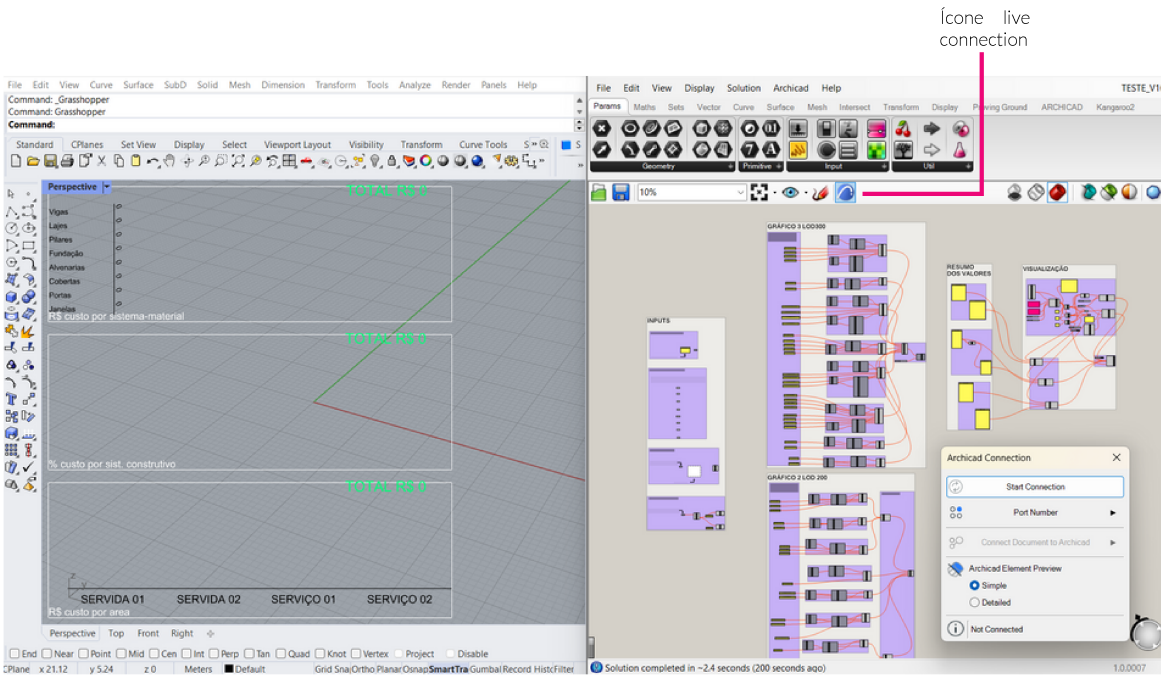 Ícone live
connection
File Edit View Curve Surface SubD Solid Mesh Dimension Transform Tools Analyze Render Panels Help
Command: _Grasshopper
Command: Grasshopper
Command:
Standard CPlanes Set View Display Select Viewport Layout Visibility Transform Curve Tools S
Perspective
TOTAL R$ 0
Vigas
Lajes
Pilares
Fundação
Alvenarias
Cobertas
Portas
Janelas
R$ custo por sistema-material
TOTAL R$ 0
% custo por sist. construtivo
TOTAL R$ 0
z
y
SERVIDA 01 SERVIDA 02 SERVIÇO 01 SERVIÇO 02
R$ custo por area
Perspective Top Front Right
End Near Point Mid Cen Int Perp Tan Quad Knot Vertex Project Disable
CPlane x 21.12 y 5.24 z 0 Meters Default Grid Sna Ortho Planar Osnap SmartTra Gumbal Record Histo Filter
File Edit View Display Solution Archicad Help TESTE_V1
Params Maths Sets Vector Curve Surface Mesh Intersect Transform Display Proving Ground ARCHICAD Kangaroo2
Geometry Primitive Input Util
10%
GRÁFICO 3 LOD300
RESUMO
DOS VALORES
VISUALIZAÇÃO
INPUTS
GRÁFICO 2 LOD 200
Archicad Connection
Start Connection
Port Number
Connect Document to Archicad
Archicad Element Preview
Simple
Detailed
Not Connected
Solution completed in ~2.4 seconds (200 seconds ago) 1.0.0007